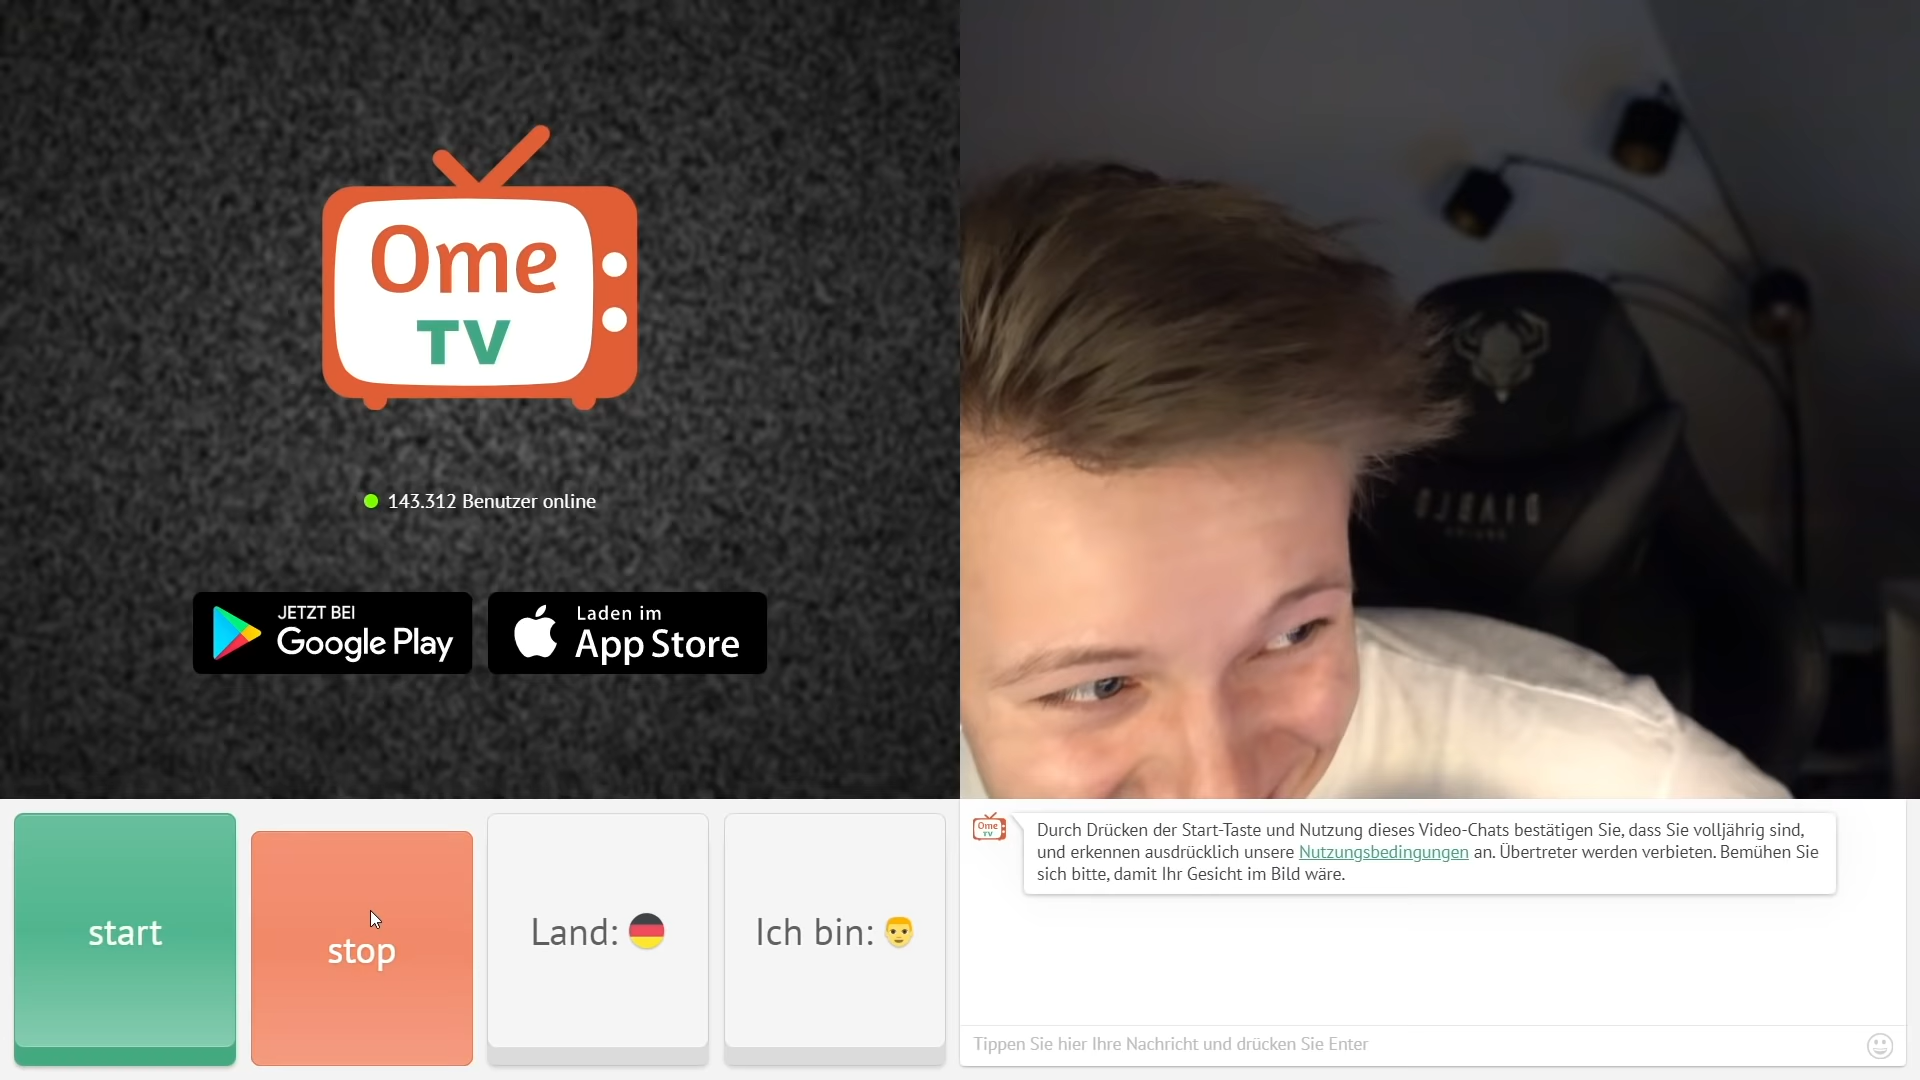 Ome
TV
143.312 Benutzer online
JETZT BEI
Google Play
Laden im
App Store
DIABLO
start
stop
Land:
Ich bin:
Ome
TV
Durch Drücken der Start-Taste und Nutzung dieses Video-Chats bestätigen Sie, dass Sie volljährig sind,
und erkennen ausdrücklich unsere Nutzungsbedingungen an. Übertreter werden verbieten. Bemühen Sie
sich bitte, damit Ihr Gesicht im Bild wäre.
Tippen Sie hier Ihre Nachricht und drücken Sie Enter